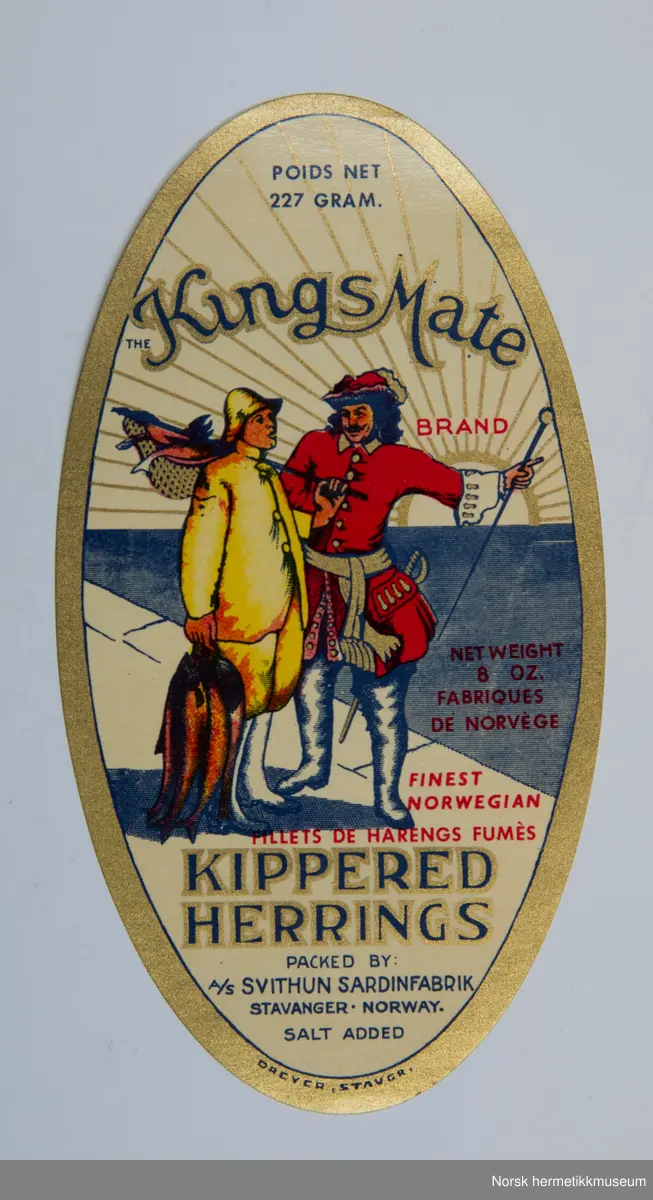 POIDS NET
227 GRAM.
THE KingsMate
BRAND
NET WEIGHT
8 OZ.
FABRIQUES
DE NORVÈGE
FINEST
NORWEGIAN
FILLETS DE HARENGS FUMÈS
KIPPERED
HERRINGS
PACKED BY:
A/S SVITHUN SARDINFABRIK
STAVANGER · NORWAY.
SALT ADDED
DREYER, STAVGR.
Norsk hermetikkmuseum